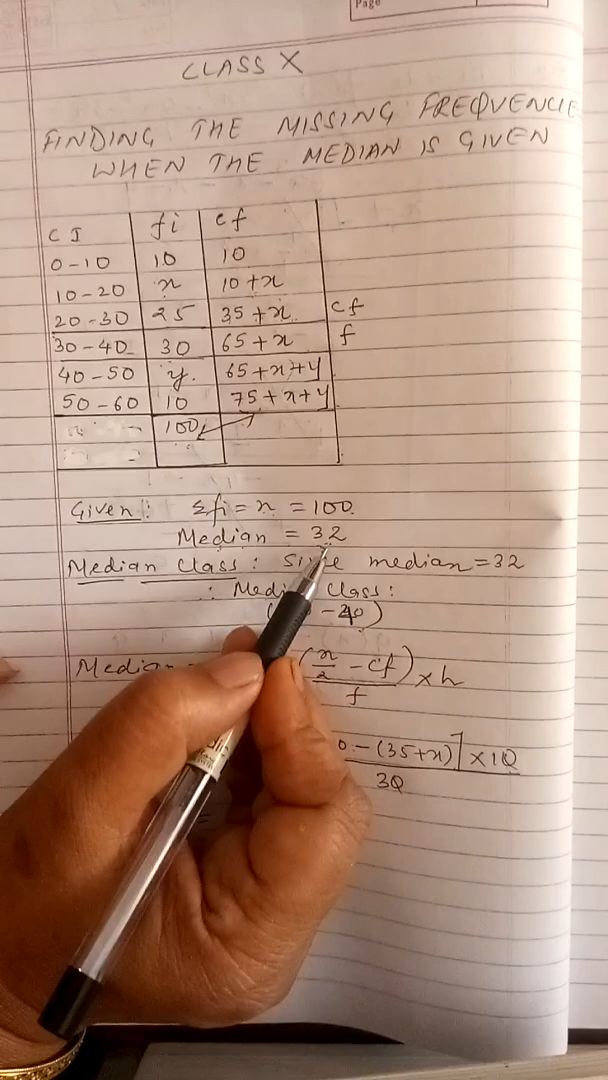 Page
CLASS X
FINDING THE MISSING FREQUENCIE
WHEN THE MEDIAN IS GIVEN
CI fi cf
0-10 10 10
10-20 x 10+x
20-30 25 35+x cf
30-40 30 65+x f
40-50 y. 65+x+y
50-60 10 75+x+y
100
Given: Σfi = n = 100.
Median = 32
Median Class: Since median = 32
∴ Median Class:
-40)
Median (n/2 - cf) × h
f
0 - (35+x)] × 10
30
=